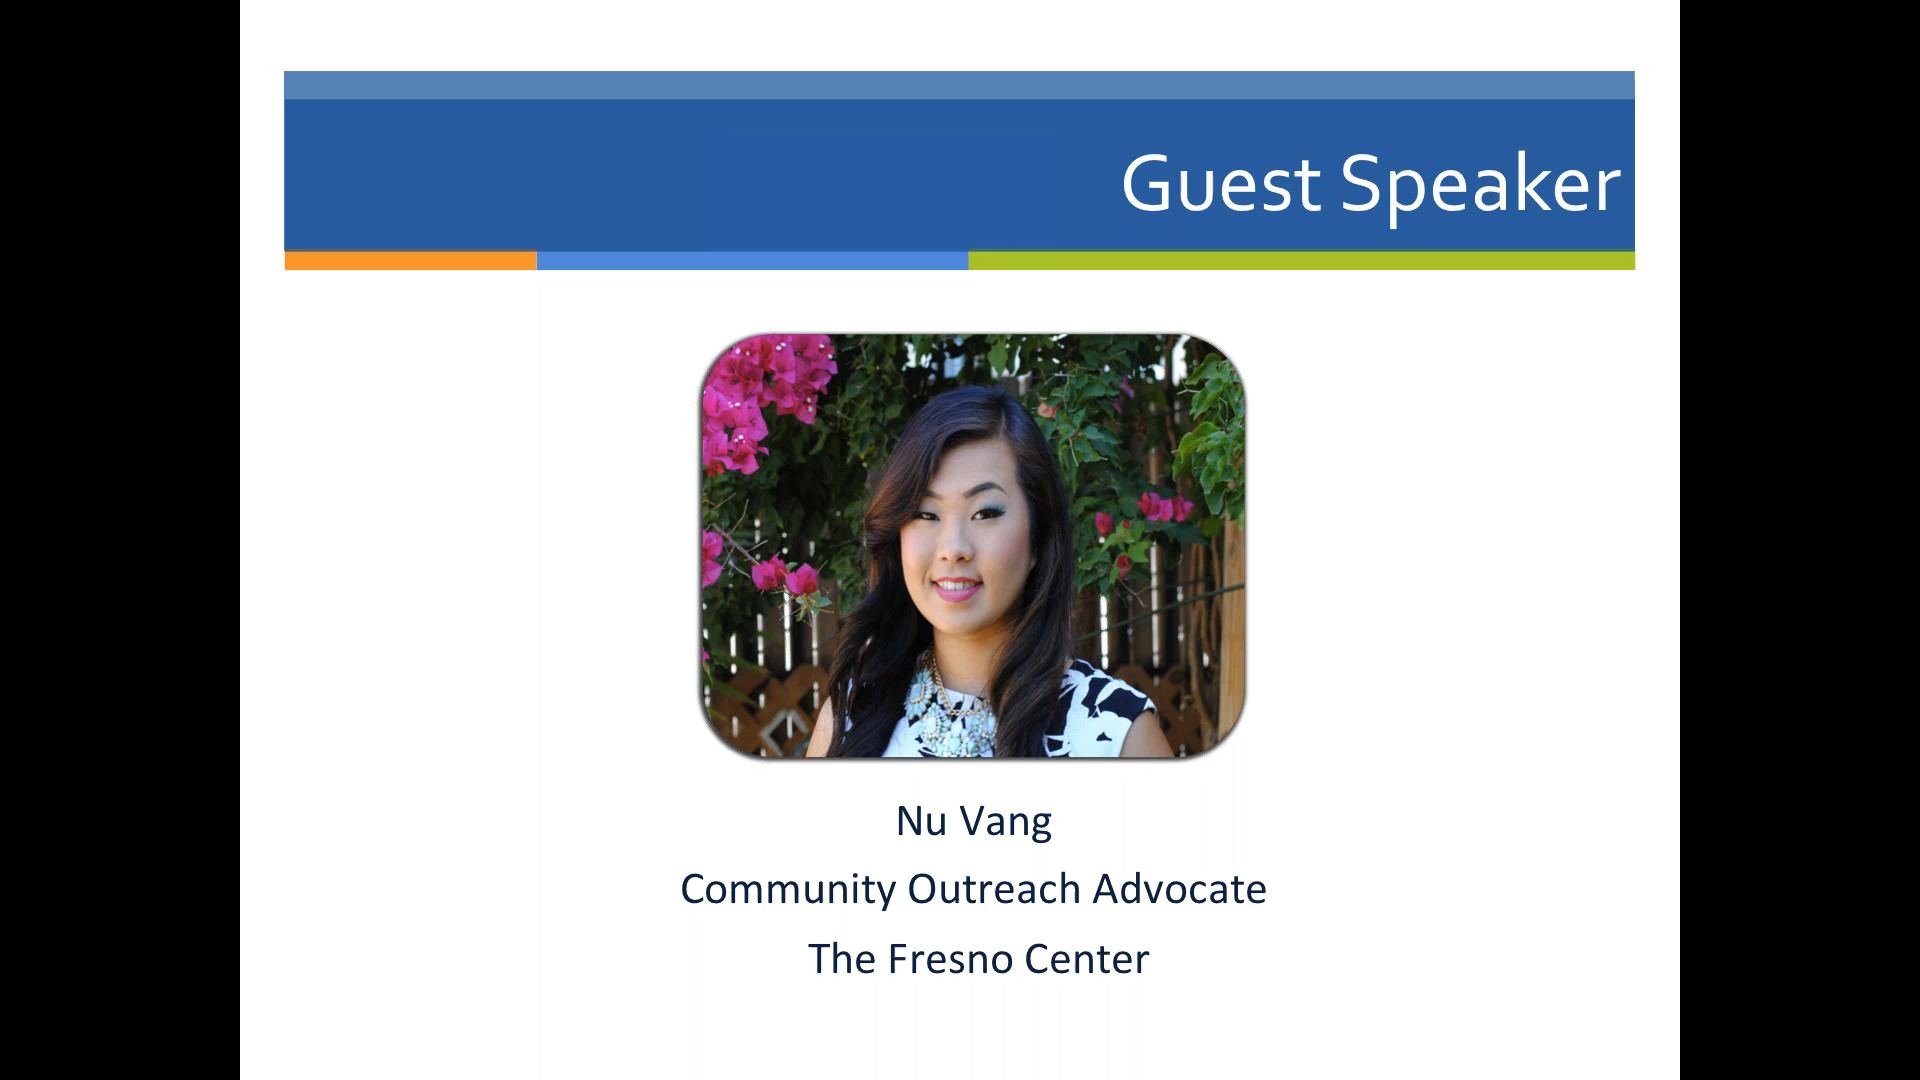 Guest Speaker
Nu Vang
Community Outreach Advocate
The Fresno Center